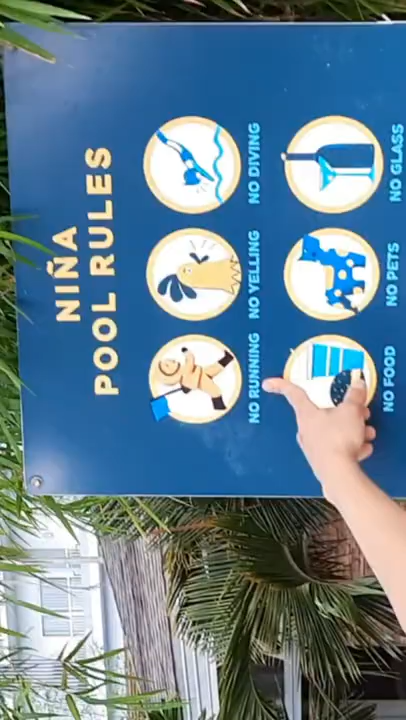 NIÑA
POOL RULES
NO RUNNING NO YELLING NO DIVING
NO FOOD NO PETS NO GLASS